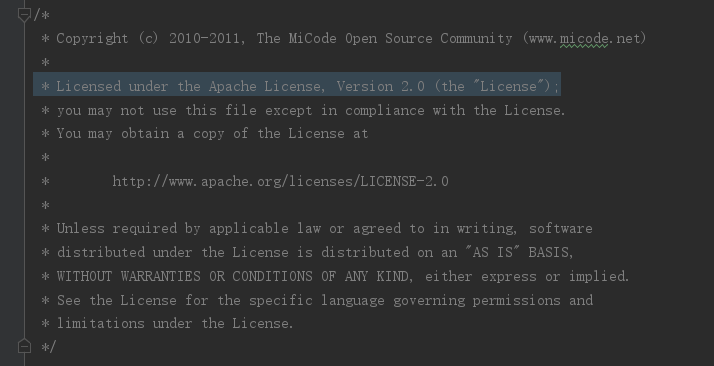 /*
* Copyright (c) 2010-2011, The MiCode Open Source Community (www.micode.net)
*
* Licensed under the Apache License, Version 2.0 (the "License");
* you may not use this file except in compliance with the License.
* You may obtain a copy of the License at
*
*       http://www.apache.org/licenses/LICENSE-2.0
*
* Unless required by applicable law or agreed to in writing, software
* distributed under the License is distributed on an "AS IS" BASIS,
* WITHOUT WARRANTIES OR CONDITIONS OF ANY KIND, either express or implied.
* See the License for the specific language governing permissions and
* limitations under the License.
*/